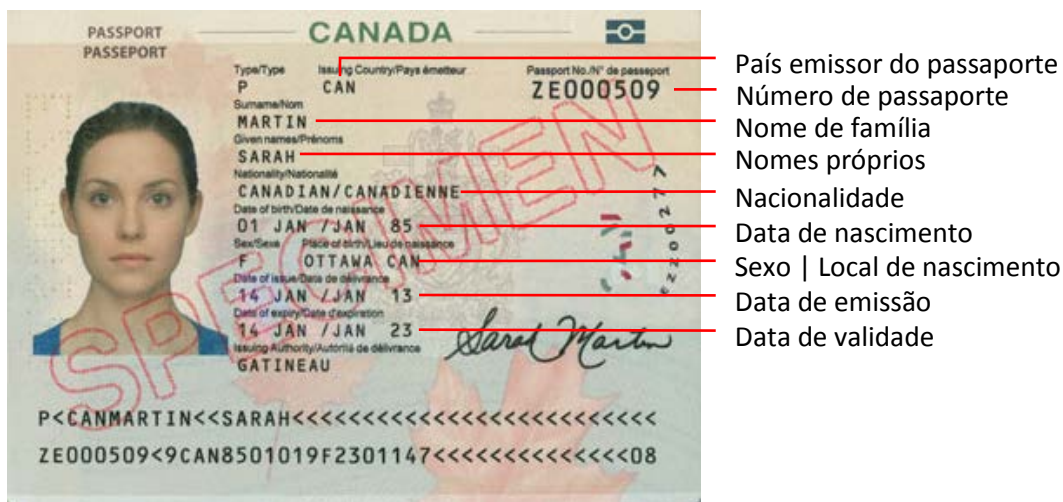 PASSPORT
PASSEPORT
CANADA
Type/Type Issuing Country/Pays émetteur Passport No./N° de passeport
P CAN ZE000509
Surname/Nom
MARTIN
Given names/Prénoms
SARAH
Nationality/Nationalité
CANADIAN/CANADIENNE
Date of birth/Date de naissance
01 JAN /JAN 85
Sex/Sexe Place of birth/Lieu de naissance
F OTTAWA CAN
Date of issue/Date de délivrance
14 JAN /JAN 13
Date of expiry/Date d'expiration
14 JAN /JAN 23
Issuing Authority/Autorité de délivrance
GATINEAU
Sarah Martin
SPECIMEN
P<CANMARTIN<<SARAH<<<<<<<<<<<<<<<<<<<<<<<<<<
ZE000509<9CAN8501019F2301147<<<<<<<<<<<<<<08
País emissor do passaporte
Número de passaporte
Nome de família
Nomes próprios
Nacionalidade
Data de nascimento
Sexo | Local de nascimento
Data de emissão
Data de validade